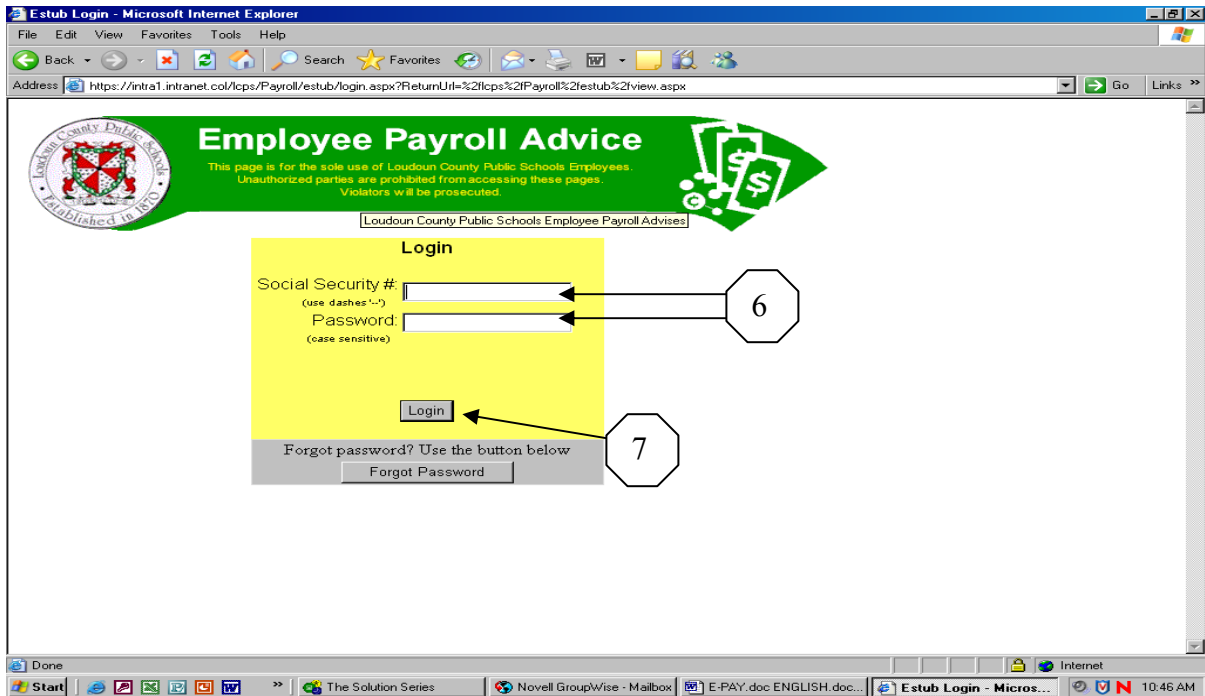 Estub Login - Microsoft Internet Explorer
File Edit View Favorites Tools Help
Back Search Favorites
Address https://intra1.intranet.col/lcps/Payroll/estub/login.aspx?ReturnUrl=%2flcps%2fPayroll%2festub%2fview.aspx Go Links »
Loudoun County Public Schools
Established in 1870
Employee Payroll Advice
This page is for the sole use of Loudoun County Public Schools Employees.
Unauthorized parties are prohibited from accessing these pages.
Violators will be prosecuted.
Loudoun County Public Schools Employee Payroll Advises
Login
Social Security #:
(use dashes '--')
Password:
(case sensitive)
6
Login
7
Forgot password? Use the button below
Forgot Password
Done Internet
Start » The Solution Series Novell GroupWise - Mailbox E-PAY.doc ENGLISH.doc... Estub Login - Micros... 10:46 AM